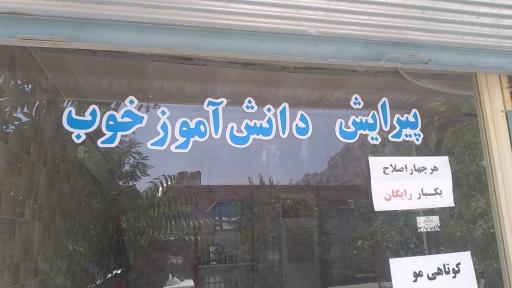 پیرایش دانش‌آموز خوب
هر چهار اصلاح
یکبار رایگان
کوتاهی مو